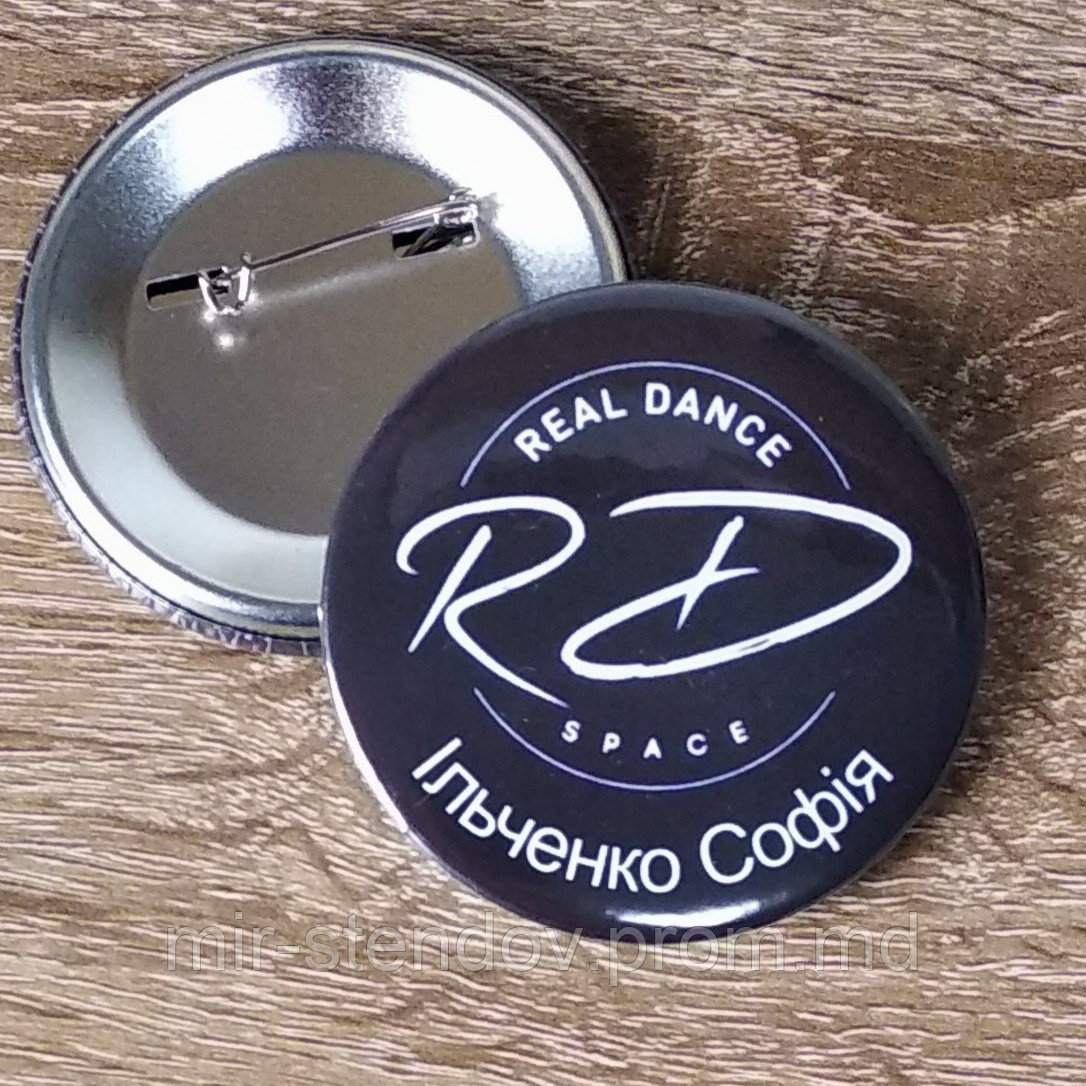 REAL DANCE
RD
SPACE
Ільченко Софія
mir-stendov.prom.md